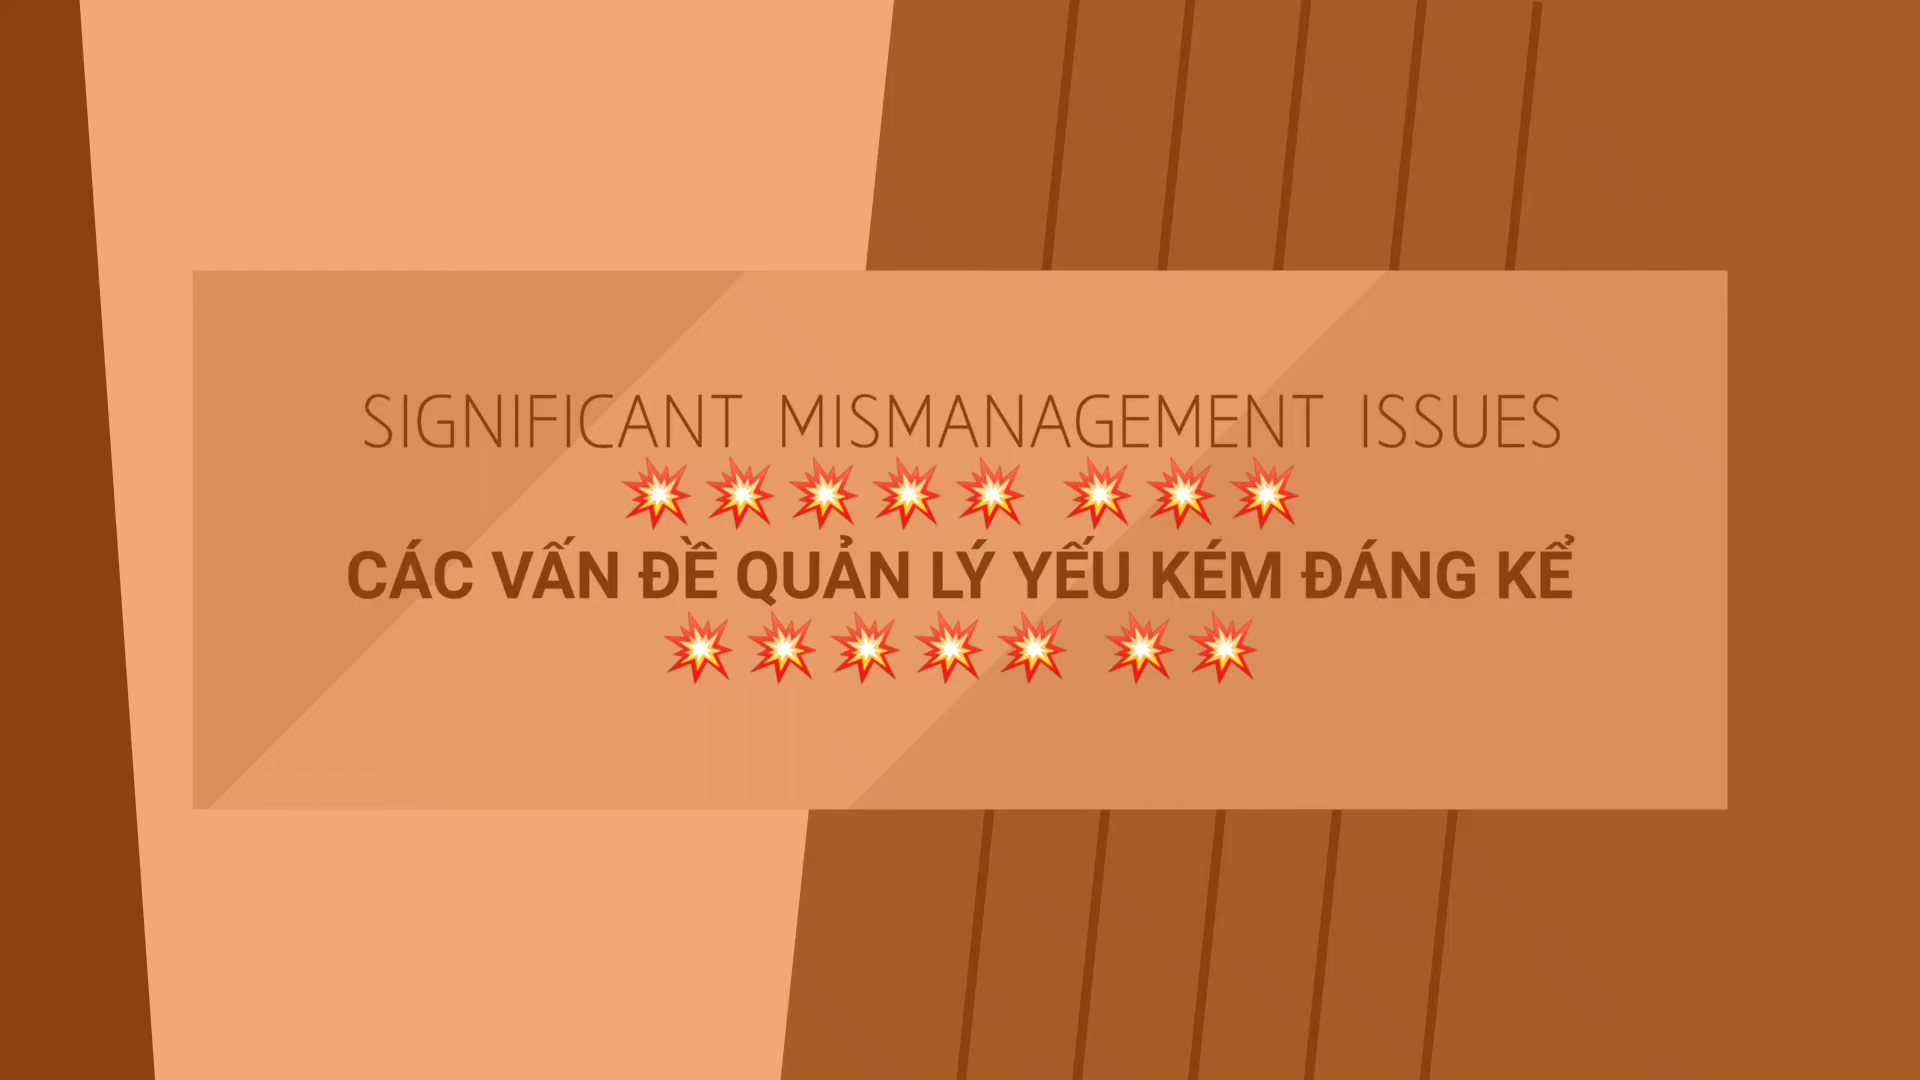 SIGNIFICANT MISMANAGEMENT ISSUES
💥💥💥💥💥 💥💥💥
CÁC VẤN ĐỀ QUẢN LÝ YẾU KÉM ĐÁNG KỂ
💥💥💥💥💥 💥💥